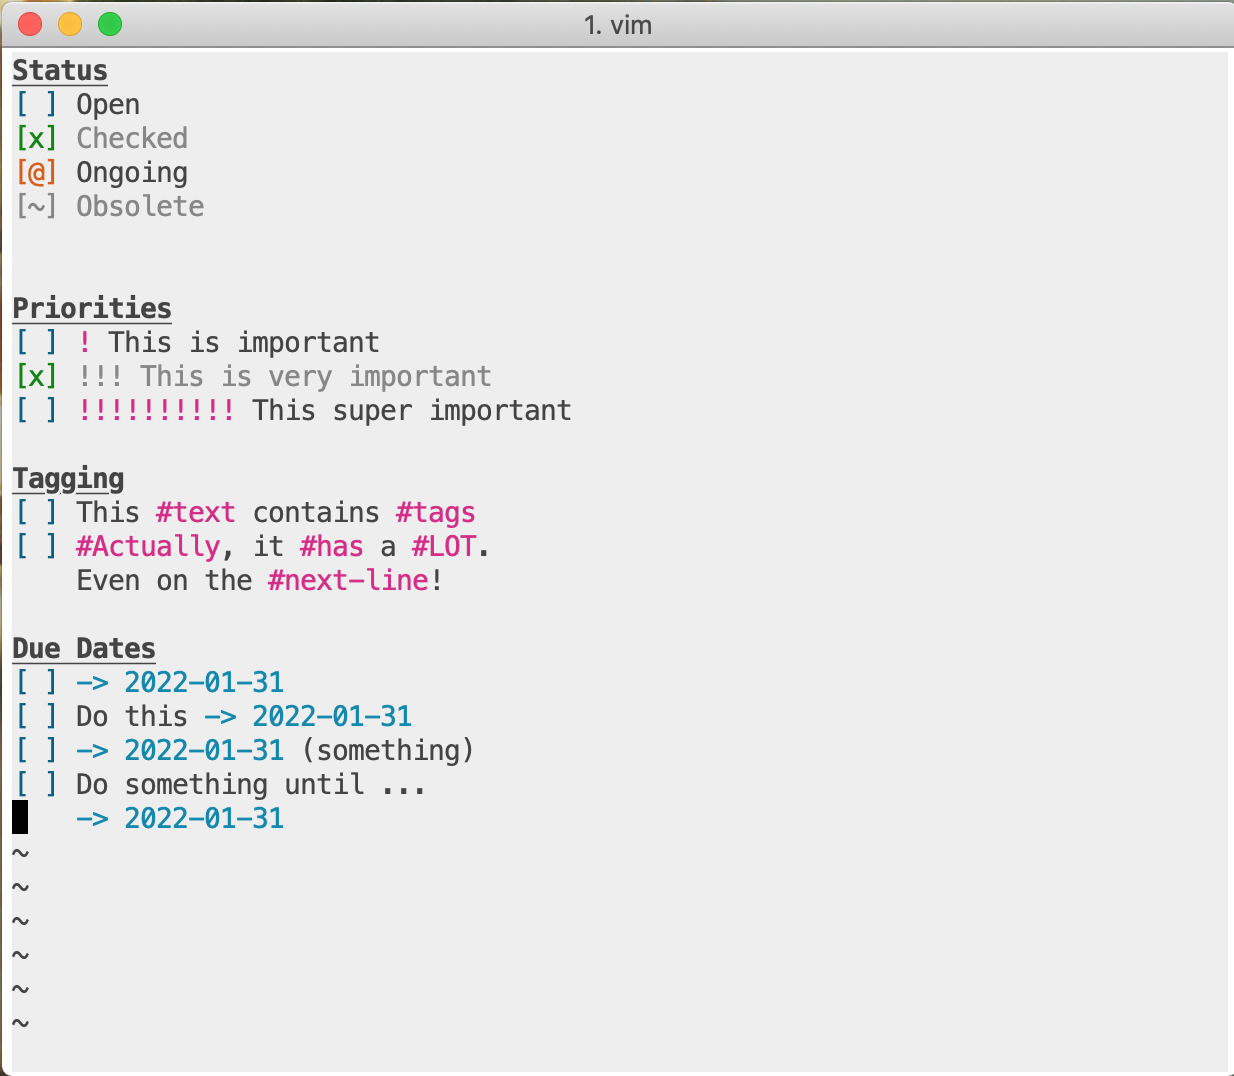 1. vim
Status
[ ] Open
[x] Checked
[@] Ongoing
[~] Obsolete
Priorities
[ ] ! This is important
[x] !!! This is very important
[ ] !!!!!!!!!! This super important
Tagging
[ ] This #text contains #tags
[ ] #Actually, it #has a #LOT.
    Even on the #next-line!
Due Dates
[ ] -> 2022-01-31
[ ] Do this -> 2022-01-31
[ ] -> 2022-01-31 (something)
[ ] Do something until ...
    -> 2022-01-31
~
~
~
~
~
~